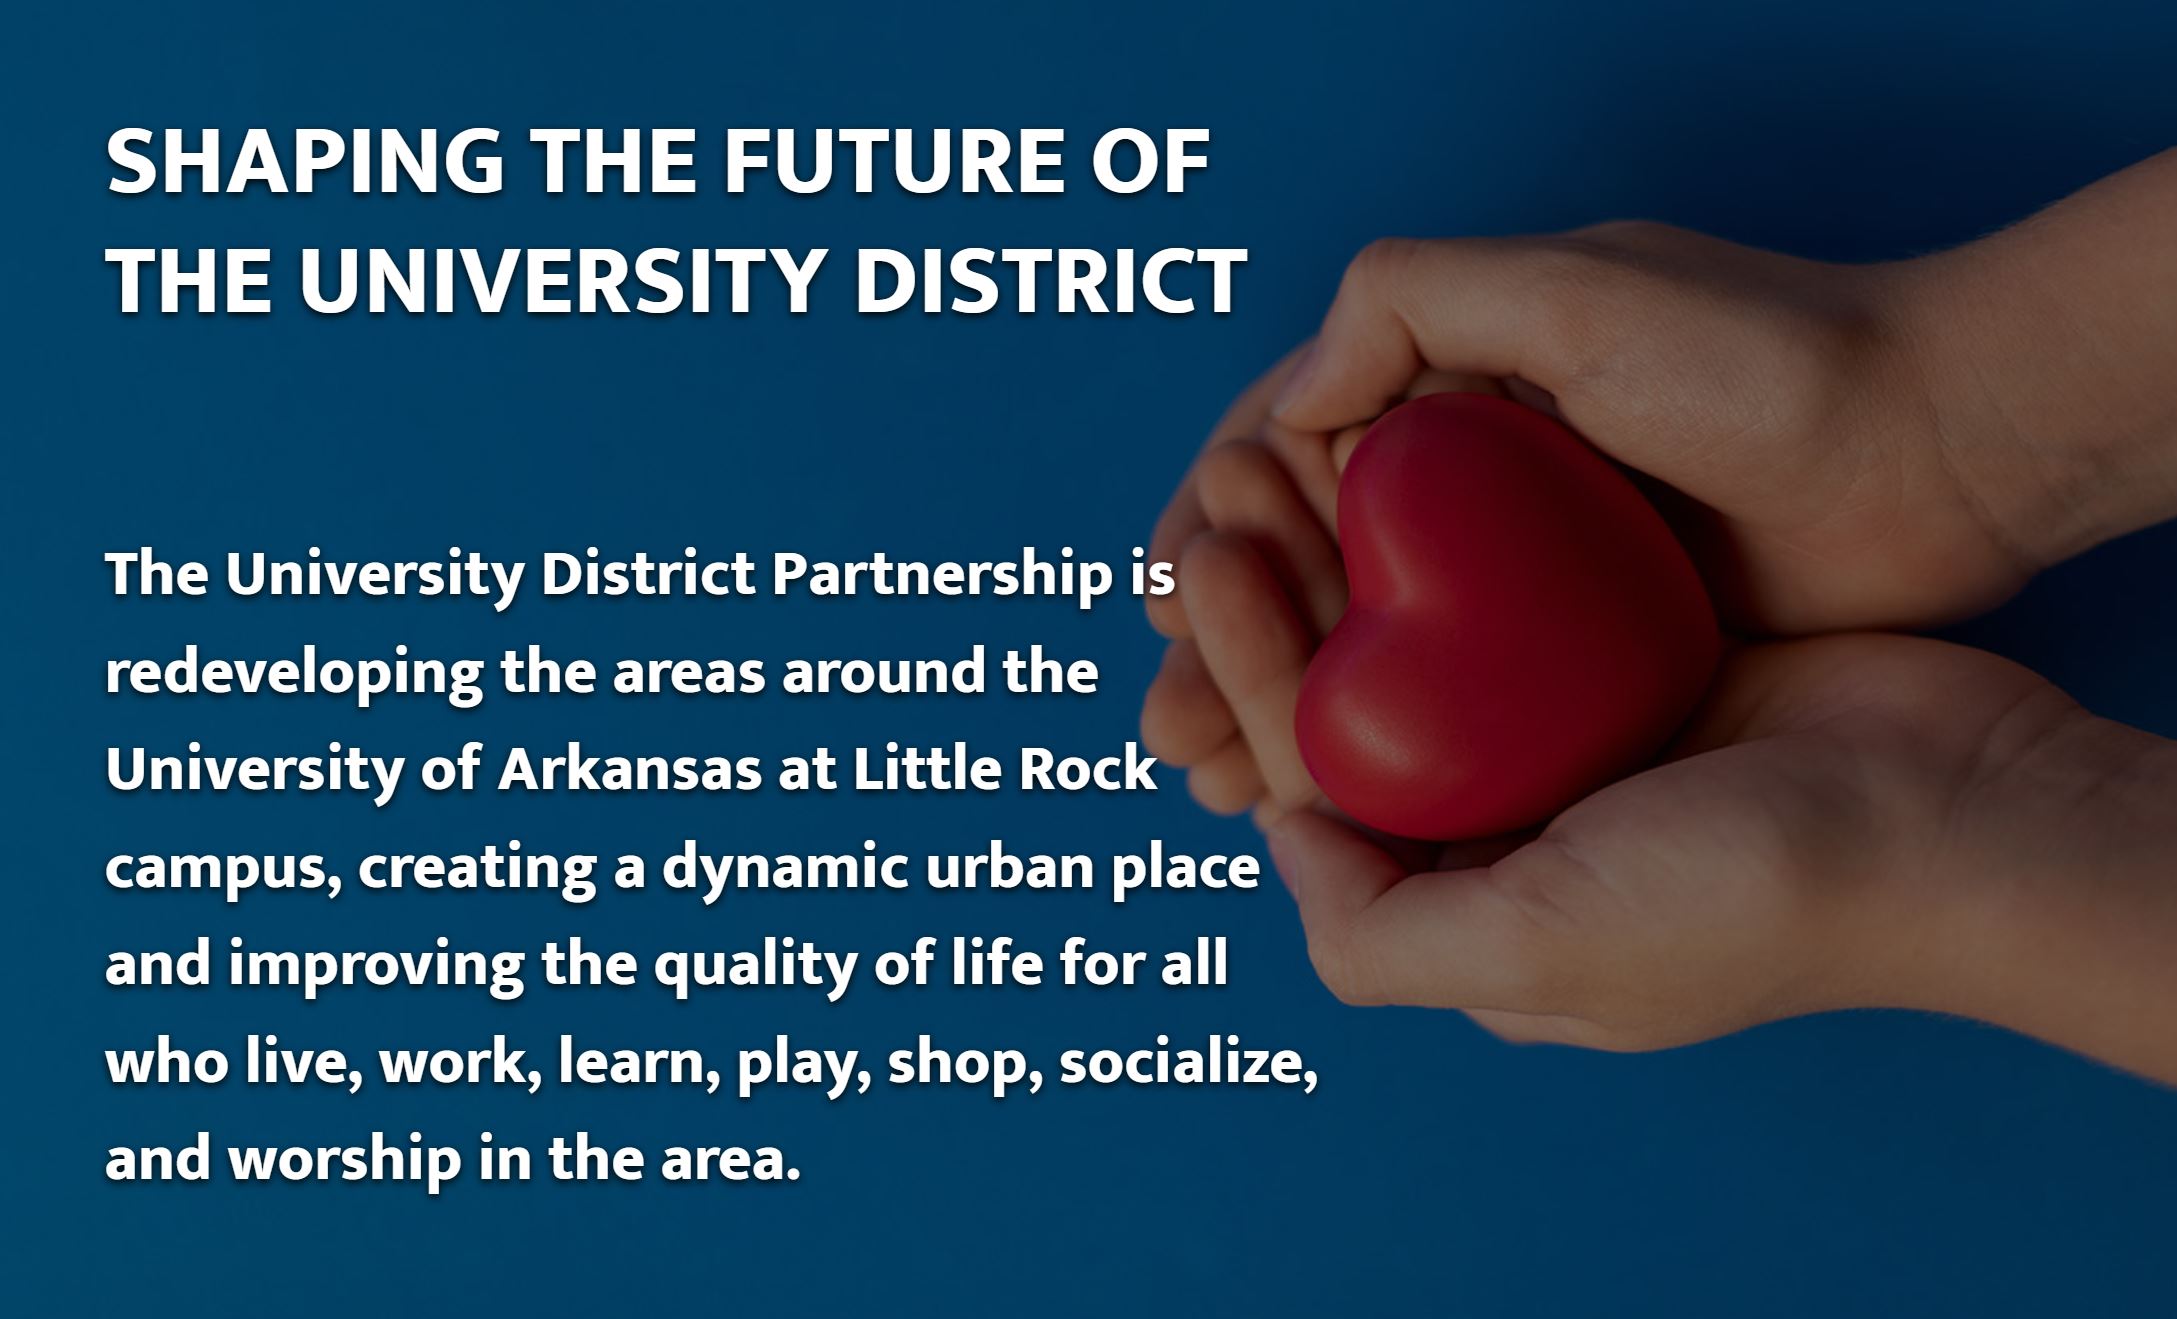 SHAPING THE FUTURE OF
THE UNIVERSITY DISTRICT
The University District Partnership is
redeveloping the areas around the
University of Arkansas at Little Rock
campus, creating a dynamic urban place
and improving the quality of life for all
who live, work, learn, play, shop, socialize,
and worship in the area.